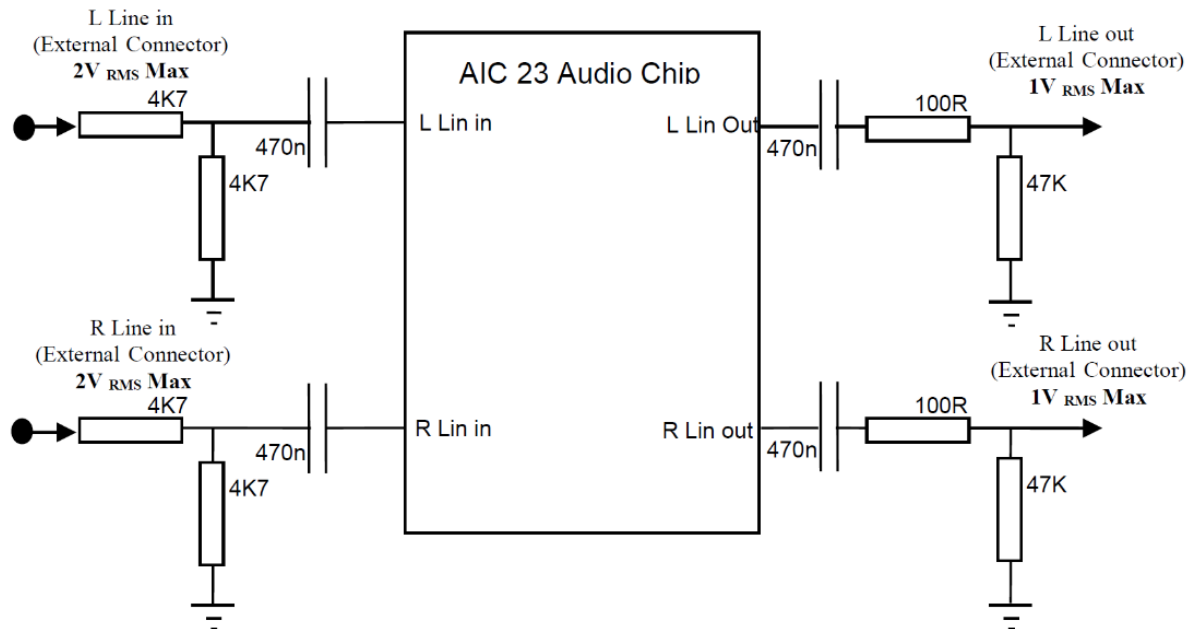 L Line in
(External Connector)
2V RMS Max
4K7
470n
4K7
R Line in
(External Connector)
2V RMS Max
4K7
470n
4K7
AIC 23 Audio Chip
L Lin in
L Lin Out
R Lin in
R Lin out
L Line out
(External Connector)
1V RMS Max
100R
470n
47K
R Line out
(External Connector)
1V RMS Max
100R
470n
47K